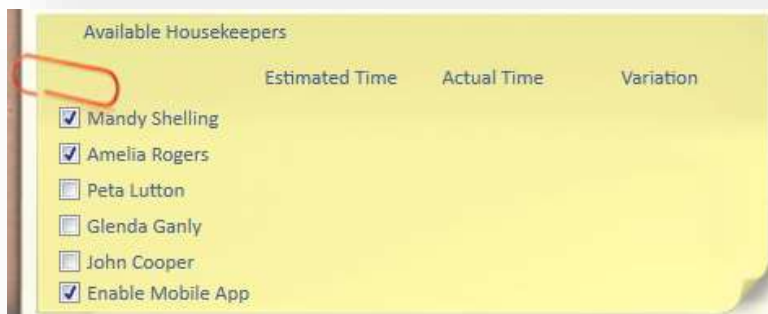 Available Housekeepers
Estimated Time Actual Time Variation
Mandy Shelling
Amelia Rogers
Peta Lutton
Glenda Ganly
John Cooper
Enable Mobile App